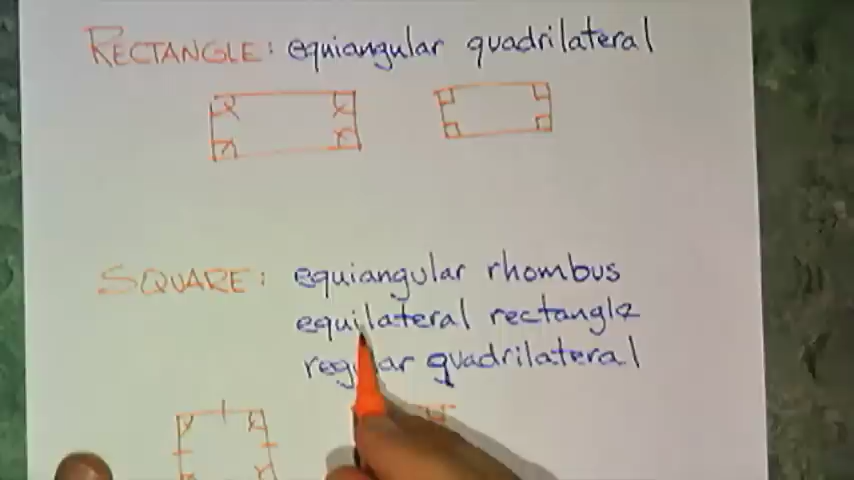 RECTANGLE: equiangular quadrilateral
SQUARE: equiangular rhombus
equilateral rectangle
regular quadrilateral